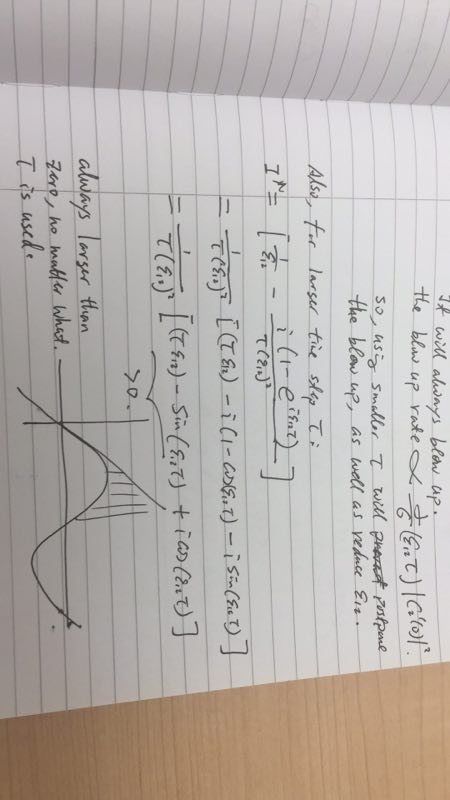 It will always blow up.
the blow up rate ∝ 1/6 (ε₁₂τ) |C₂'(0)|².
so, using smaller τ will postpone
the blow up, as well as reduce ε₁₂.
Also, for larger time step τ:
I^N = [ 1/ε₁₂ - i(1 - e^{iε₁₂τ}) / τ(ε₁₂)² ]
= 1/τ(ε₁₂)² [(τε₁₂) - i(1 - cos(ε₁₂τ) - i sin(ε₁₂τ)]
= 1/τ(ε₁₂)² [(τε₁₂) - Sin(ε₁₂τ) + i cos(ε₁₂τ)]
>0.
always larger than
zero, no matter what
τ is used.